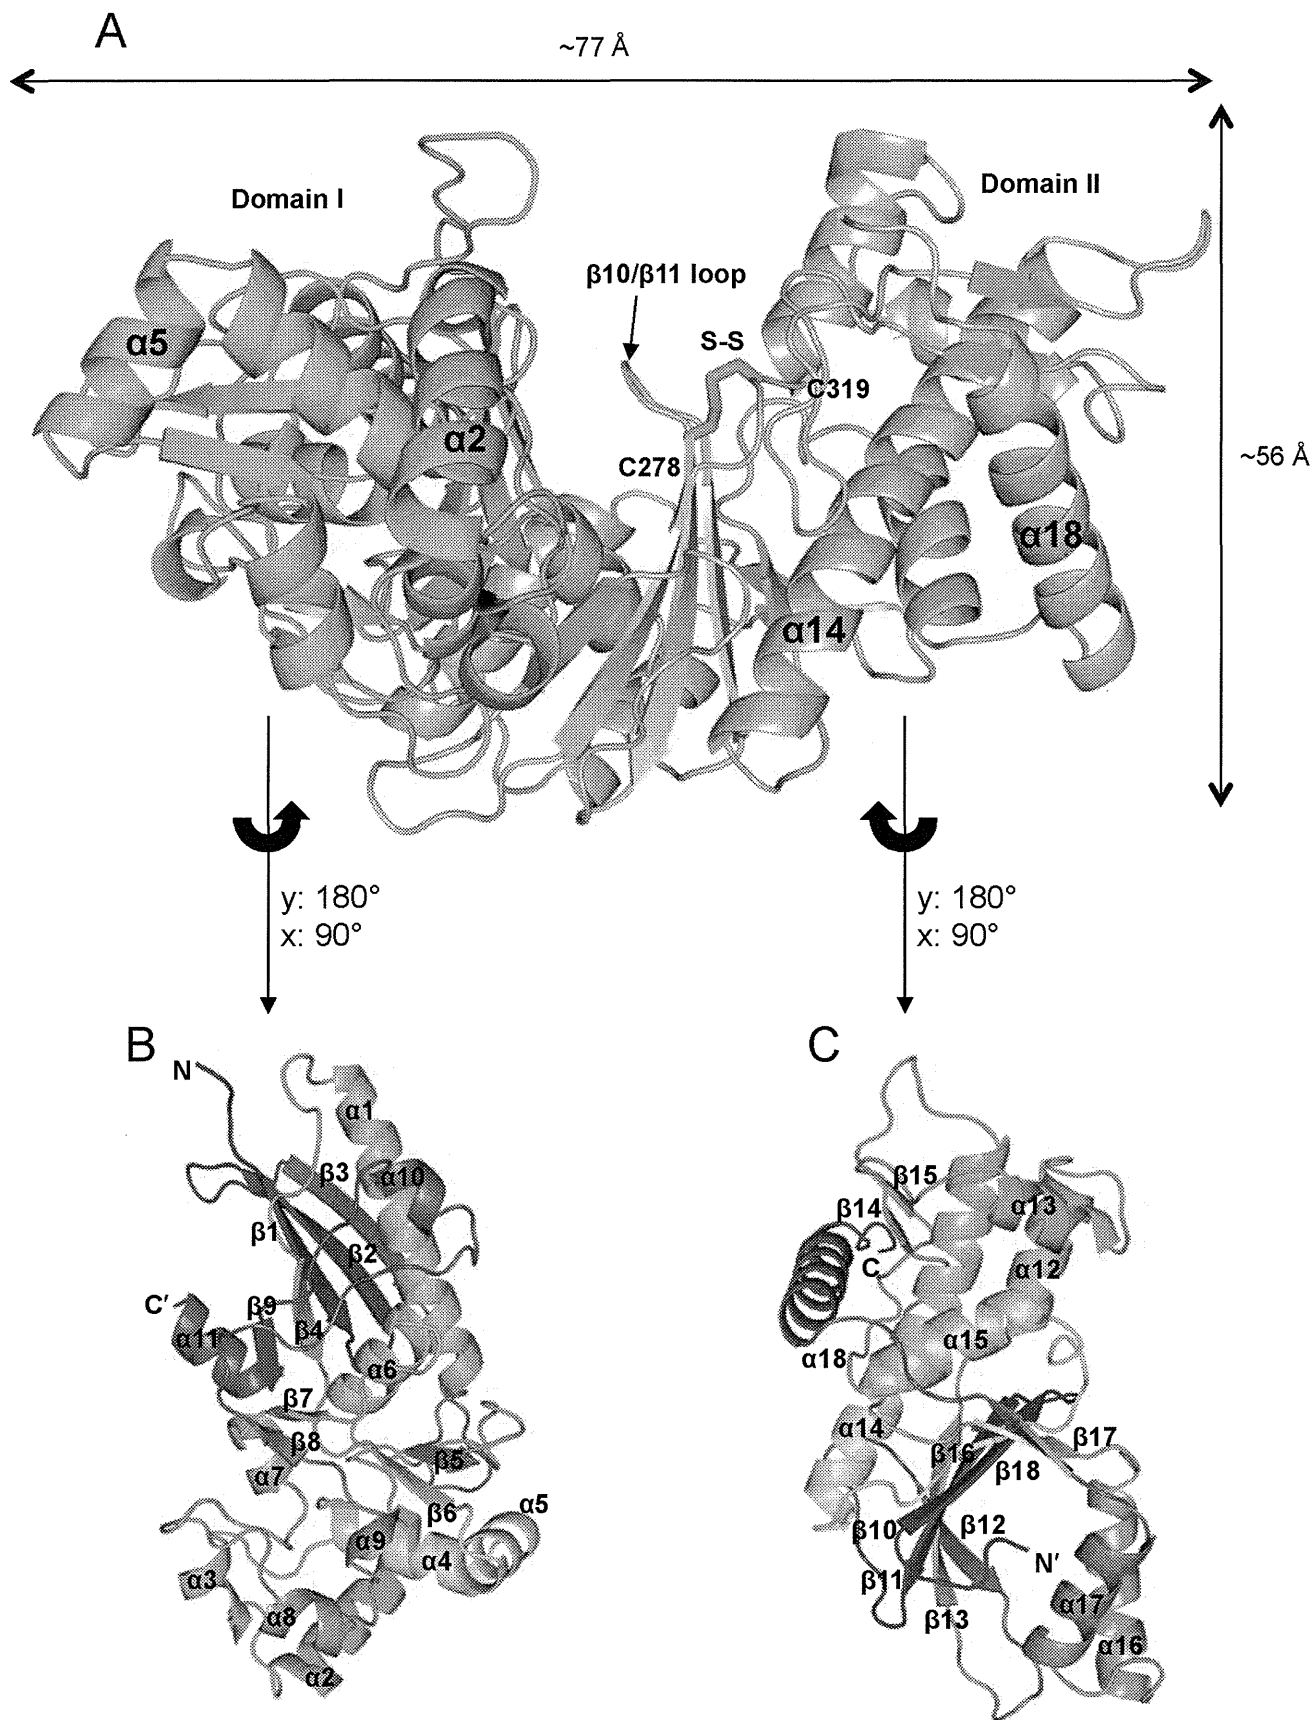 A
~77 Å
Domain I
Domain II
β10/β11 loop
S-S
α5
C319
α2
C278
~56 Å
α18
α14
y: 180°
x: 90°
y: 180°
x: 90°
B
N
α1
β3
α10
β1
β2
C′
β9
α11
β4
α6
β7
β8
β5
α7
β6
α5
α9
α4
α3
α8
α2
C
β15
α13
β14
C
α12
α15
α18
α14
β17
β16
β18
β10
β12
N′
β11
α17
β13
α16